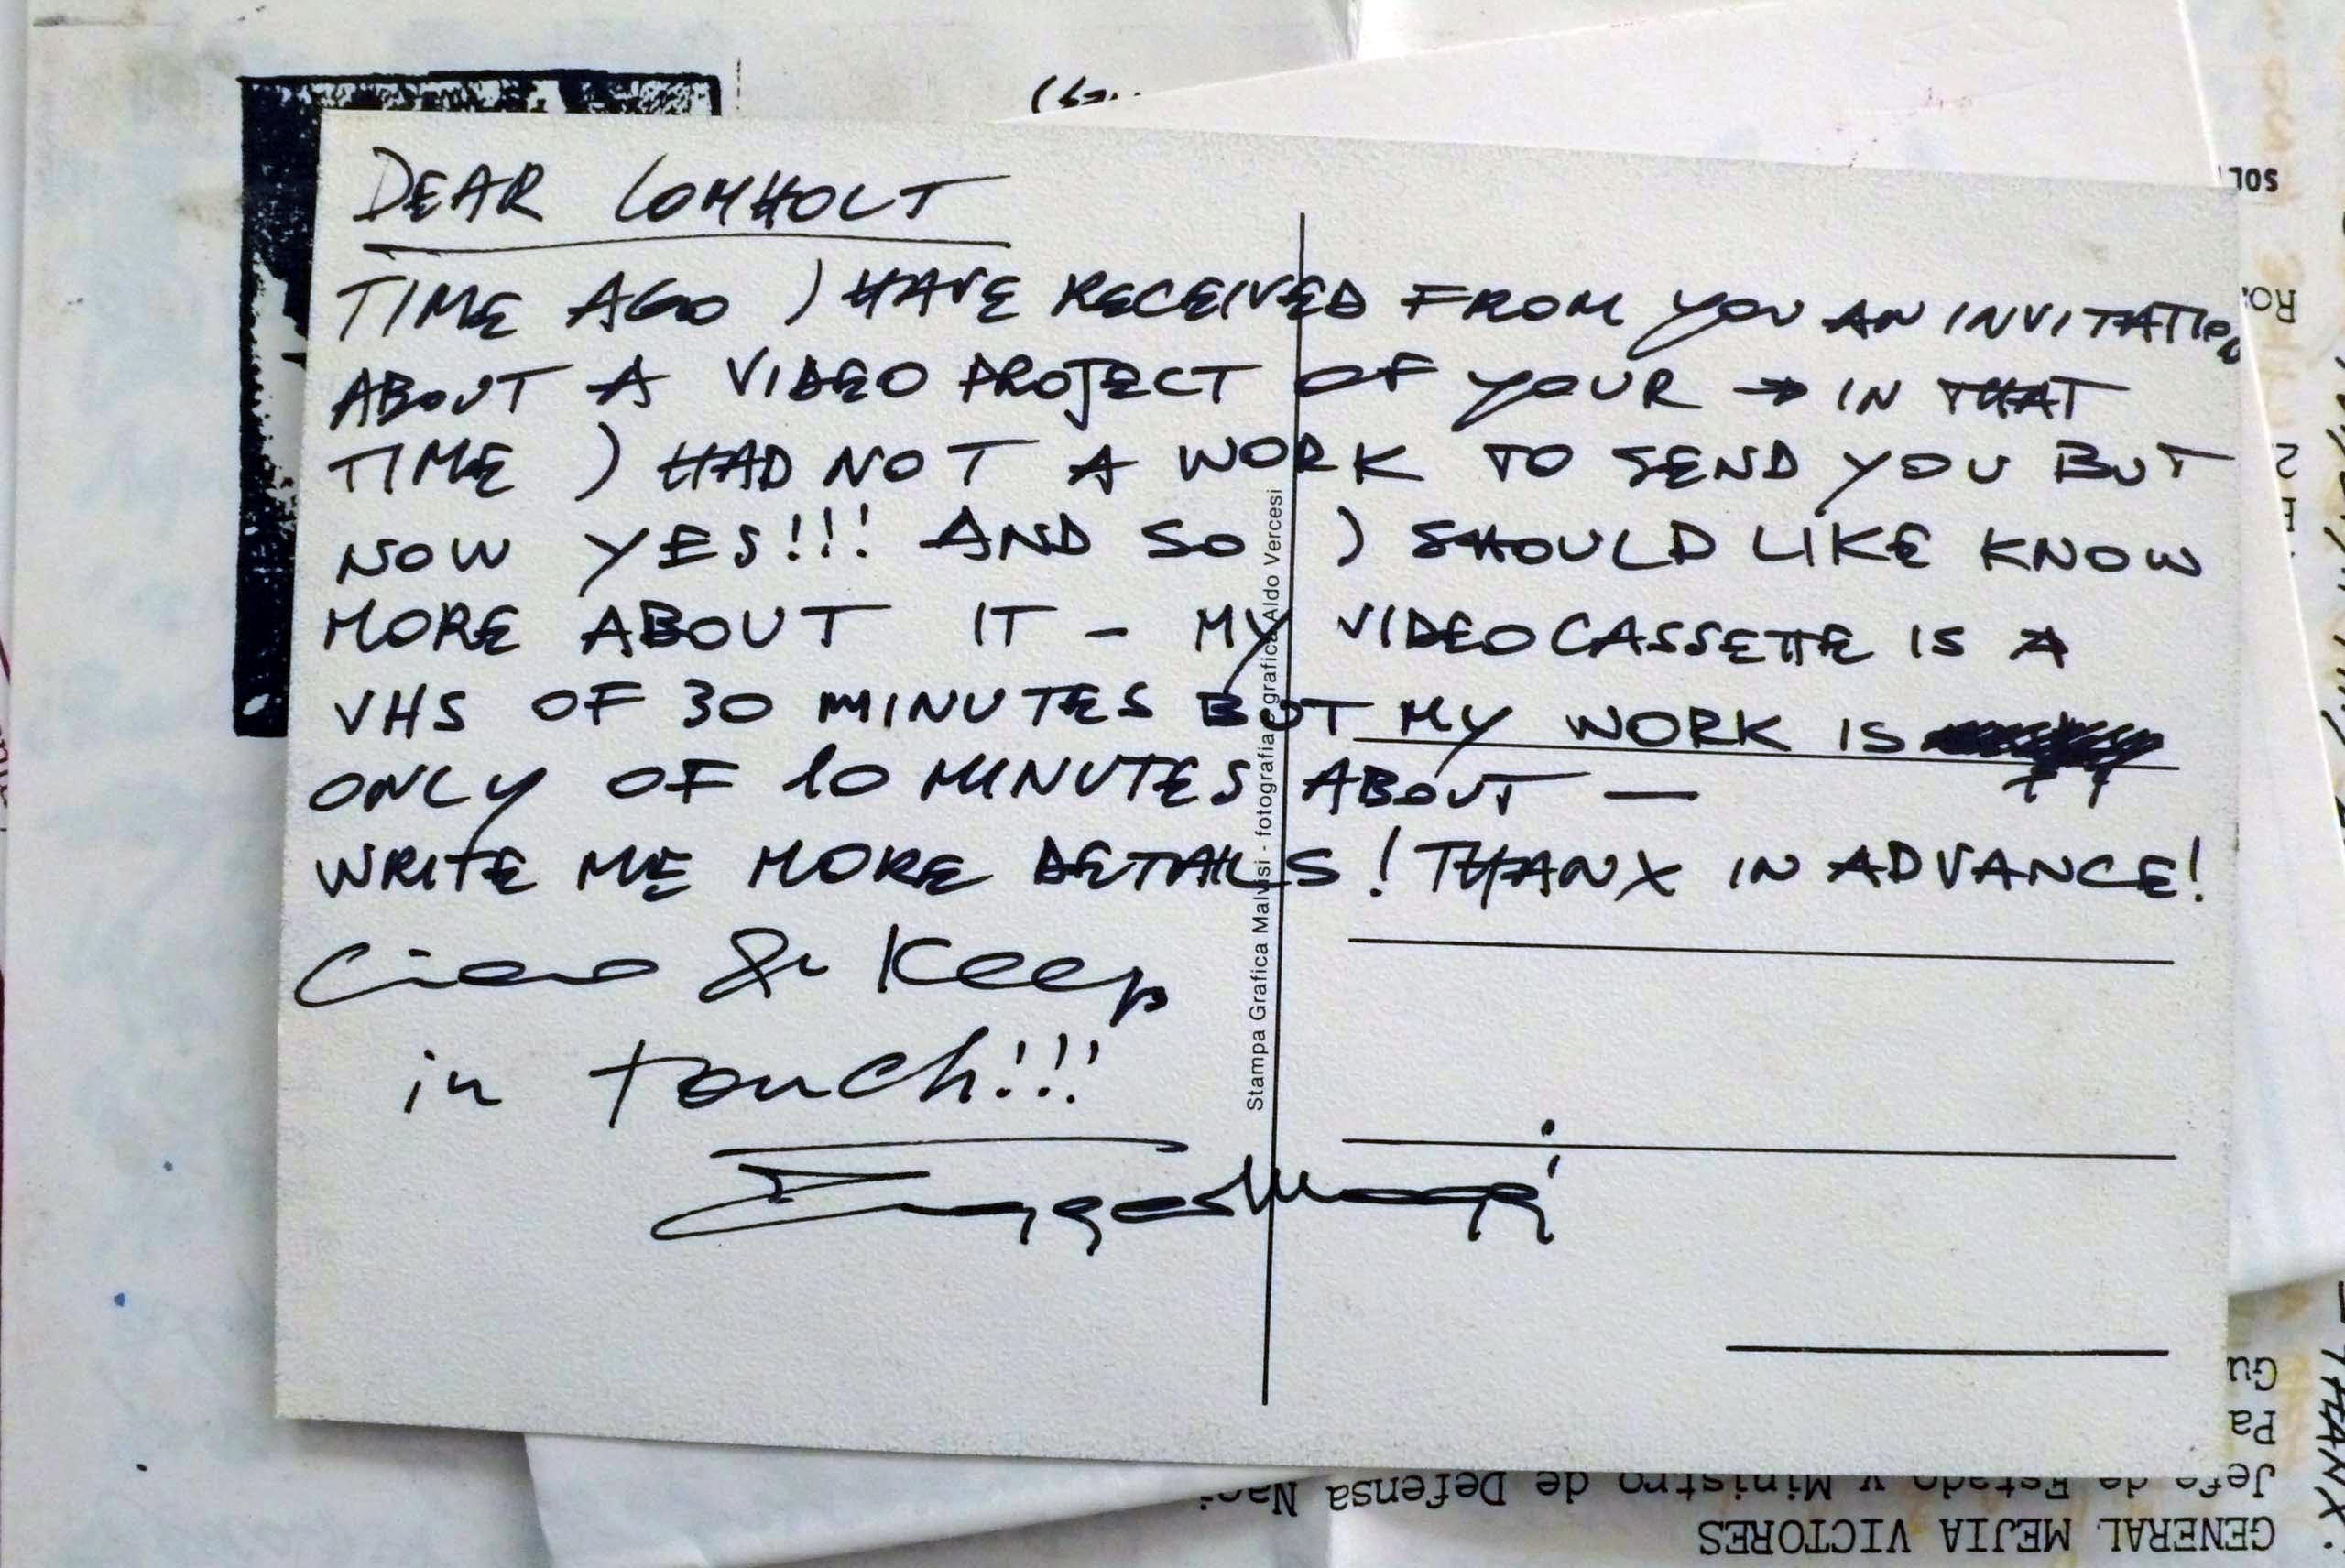 DEAR LOMHOLT
TIME AGO I HAVE RECEIVED FROM YOU AN INVITATION
ABOUT A VIDEO PROJECT OF YOUR → IN THAT
TIME I HAD NOT A WORK TO SEND YOU BUT
NOW YES!!! AND SO I SHOULD LIKE KNOW
MORE ABOUT IT - MY VIDEOCASSETTE IS A
VHS OF 30 MINUTES BUT MY WORK IS
ONLY OF 10 MINUTES ABOUT —
WRITE ME MORE DETAILS! THANX IN ADVANCE!
Ciao & Keep
in touch!!!
Stampa Grafica Malvisi - fotografia e grafica Aldo Vercesi
SOL
Gu
Pa
Jefe de Estado y Ministro de Defensa Naci
GENERAL MEJIA VICTORES
THANX.